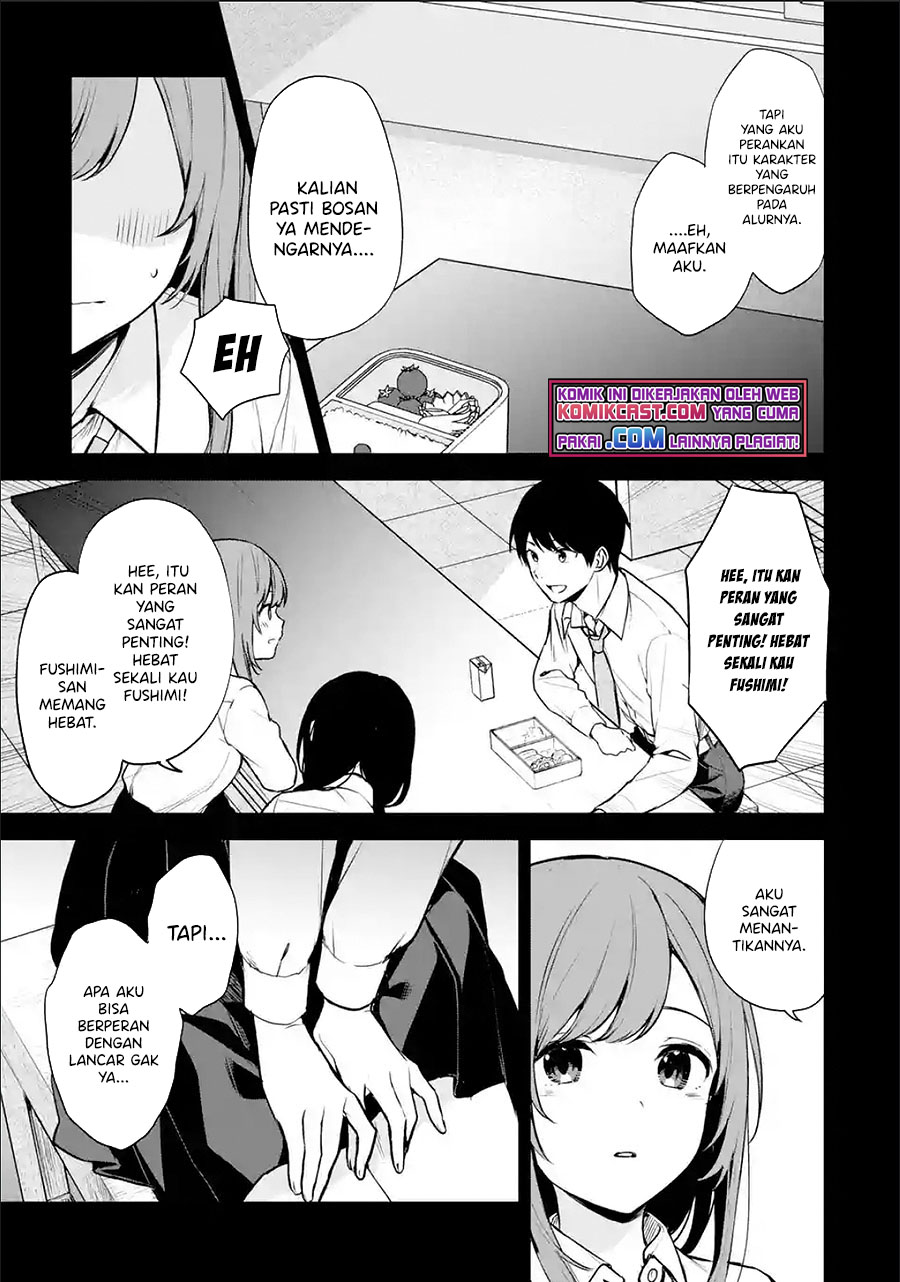 TAPI
YANG AKU
PERANKAN
ITU KARAKTER
YANG
BERPENGARUH
PADA
ALURNYA.
....EH,
MAAFKAN
AKU.
KALIAN
PASTI BOSAN
YA MENDE-
NGARNYA....
EH
KOMIK INI DIKERJAKAN OLEH WEB
KOMIKCAST.COM YANG CUMA
PAKAI .COM LAINNYA PLAGIAT!
HEE, ITU KAN
PERAN YANG
SANGAT
PENTING! HEBAT
SEKALI KAU
FUSHIMI!
HEE, ITU
KAN PERAN
YANG
SANGAT
PENTING!
HEBAT
SEKALI KAU
FUSHIMI!
FUSHIMI-
SAN
MEMANG
HEBAT.
AKU
SANGAT
MENAN-
TIKANNYA.
TAPI...
APA AKU
BISA
BERPERAN
DENGAN
LANCAR GAK
YA...